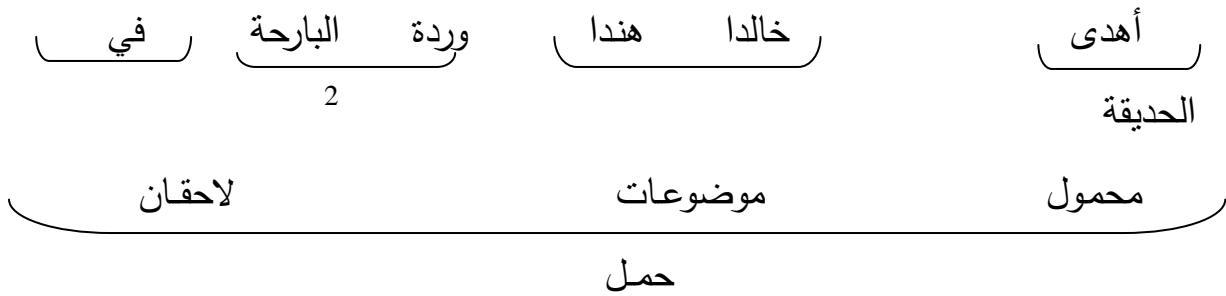 أهدى خالدا هندا وردة البارحة في
2
الحديقة
محمول موضوعات لاحقان
حمل